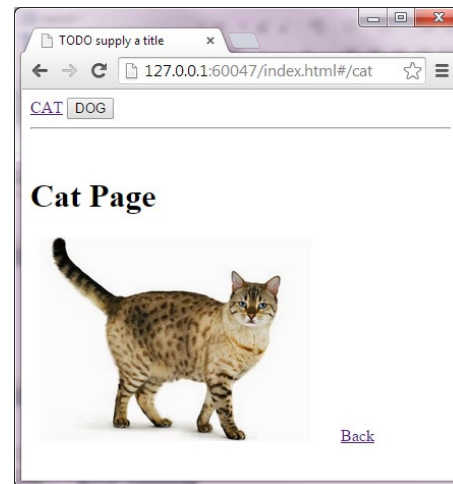 TODO supply a title
127.0.0.1:60047/index.html#/cat
CAT DOG
Cat Page
Back